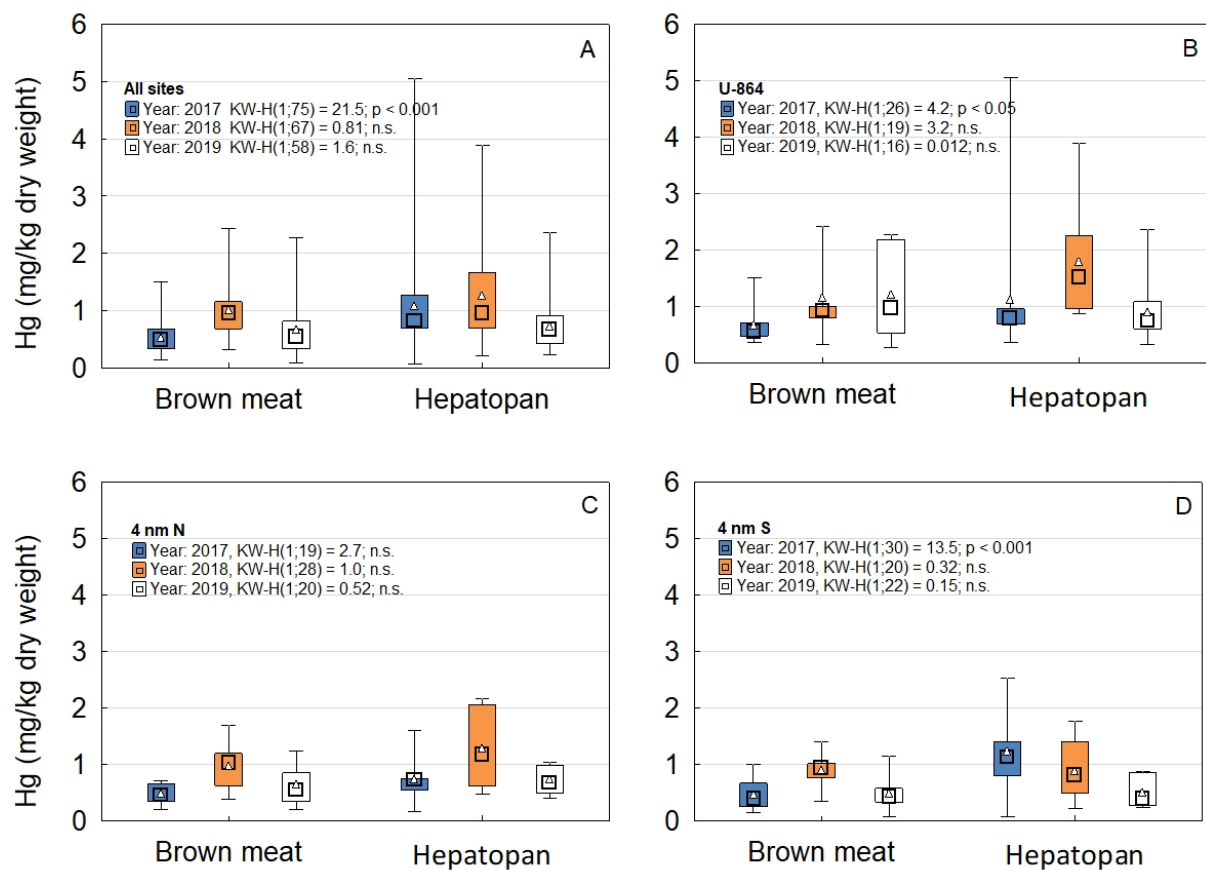 Hg (mg/kg dry weight)
6
5
4
3
2
1
0
A
All sites
Year: 2017 KW-H(1;75) = 21.5; p < 0.001
Year: 2018 KW-H(1;67) = 0.81; n.s.
Year: 2019 KW-H(1;58) = 1.6; n.s.
Brown meat
Hepatopan
6
5
4
3
2
1
0
B
U-864
Year: 2017, KW-H(1;26) = 4.2; p < 0.05
Year: 2018, KW-H(1;19) = 3.2; n.s.
Year: 2019, KW-H(1;16) = 0.012; n.s.
Brown meat
Hepatopan
Hg (mg/kg dry weight)
6
5
4
3
2
1
0
C
4 nm N
Year: 2017, KW-H(1;19) = 2.7; n.s.
Year: 2018, KW-H(1;28) = 1.0; n.s.
Year: 2019, KW-H(1;20) = 0.52; n.s.
Brown meat
Hepatopan
6
5
4
3
2
1
0
D
4 nm S
Year: 2017, KW-H(1;30) = 13.5; p < 0.001
Year: 2018, KW-H(1;20) = 0.32; n.s.
Year: 2019, KW-H(1;22) = 0.15; n.s.
Brown meat
Hepatopan